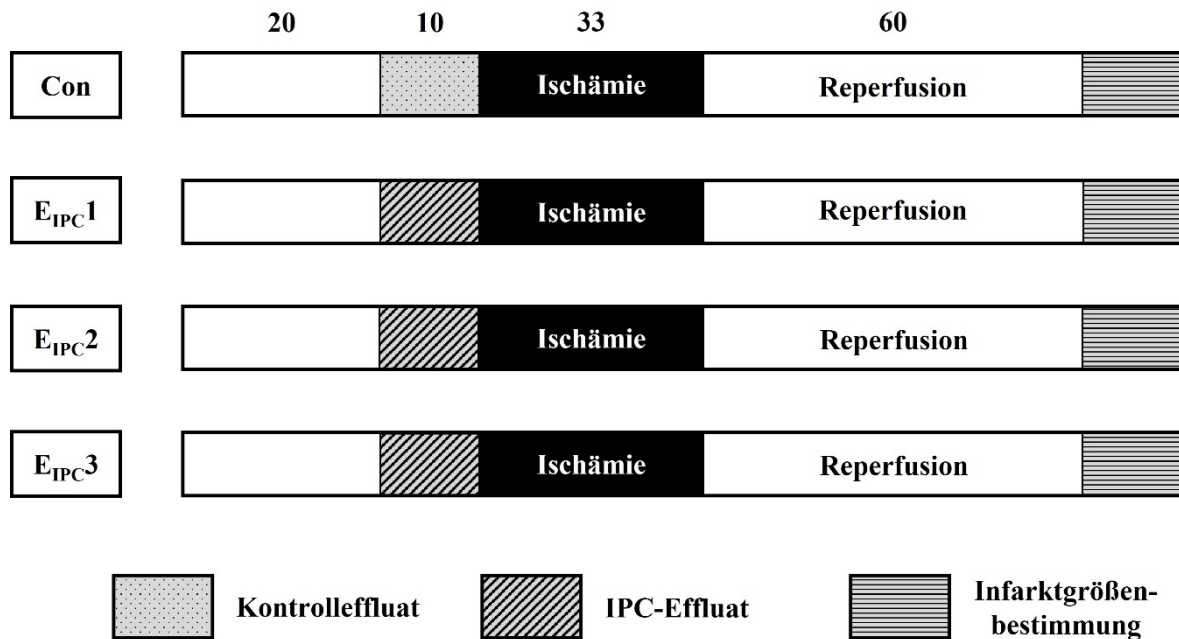 20 10 33 60
Con Ischämie Reperfusion
E_IPC1 Ischämie Reperfusion
E_IPC2 Ischämie Reperfusion
E_IPC3 Ischämie Reperfusion
Kontrolleffluat IPC-Effluat Infarktgrößen-
bestimmung